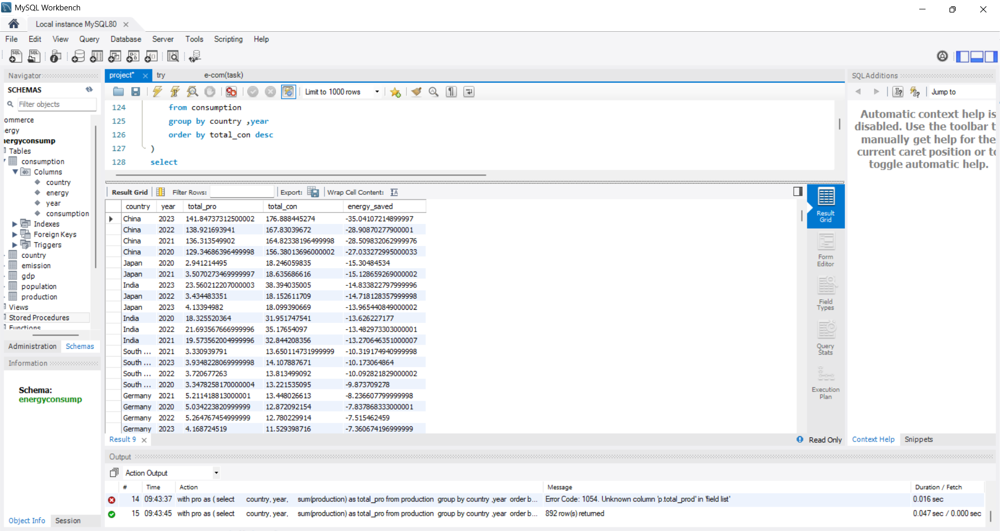 MySQL Workbench
Local instance MySQL80
File Edit View Query Database Server Tools Scripting Help
Navigator
SCHEMAS
Filter objects
ommerce
ergy
nergyconsump
Tables
consumption
Columns
country
energy
year
consumption
Indexes
Foreign Keys
Triggers
country
emission
gdp
population
production
Views
Stored Procedures
Functions
Administration Schemas
Information
Schema:
energyconsump
Object Info Session
project* try e-com(task)
Limit to 1000 rows
124 from consumption
125 group by country ,year
126 order by total_con desc
127 )
128 select
Result Grid Filter Rows: Export: Wrap Cell Content:
country year total_pro total_con energy_saved
China 2023 141.84737312500002 176.888445274 -35.04107214899997
China 2022 138.921693941 167.83039672 -28.90870277900001
China 2021 136.313549902 164.82338196499998 -28.509832062999976
China 2020 129.34686396499998 156.38013696000002 -27.033272995000033
Japan 2020 2.941214495 18.246059835 -15.30484534
Japan 2021 3.5070273469999997 18.635686616 -15.128659269000002
India 2023 23.560212207000003 38.394035005 -14.833822797999996
Japan 2022 3.434483351 18.152611709 -14.718128357999998
Japan 2023 4.13394982 18.099390669 -13.965440849000002
India 2020 18.325520364 31.951747541 -13.626227177
India 2022 21.693567666999996 35.17654097 -13.482973303000001
India 2021 19.573562004999996 32.844208356 -13.270646351000007
South ... 2021 3.330939791 13.650114731999999 -10.319174940999998
South ... 2023 3.9348228069999998 14.107887671 -10.173064864
South ... 2022 3.720677263 13.813499092 -10.092821829000002
South ... 2020 3.3478258170000004 13.221535095 -9.873709278
Germany 2021 5.211418813000001 13.448026613 -8.236607799999998
Germany 2020 5.034223820999999 12.872092154 -7.837868333000001
Germany 2022 5.264767454999999 12.780229914 -7.515462459
Germany 2023 4.168724519 11.529398716 -7.360674196999999
Result 9
Read Only
Result
Grid
Form
Editor
Field
Types
Query
Stats
Execution
Plan
SQLAdditions
Jump to
Automatic context help is
disabled. Use the toolbar t
manually get help for the
current caret position or to
toggle automatic help.
Context Help Snippets
Output
Action Output
# Time Action Message Duration / Fetch
14 09:43:37 with pro as ( select country, year, sum(production) as total_pro from production group by country ,year order b... Error Code: 1054. Unknown column 'p.total_prod' in 'field list' 0.016 sec
15 09:43:45 with pro as ( select country, year, sum(production) as total_pro from production group by country ,year order b... 892 row(s) returned 0.047 sec / 0.000 sec